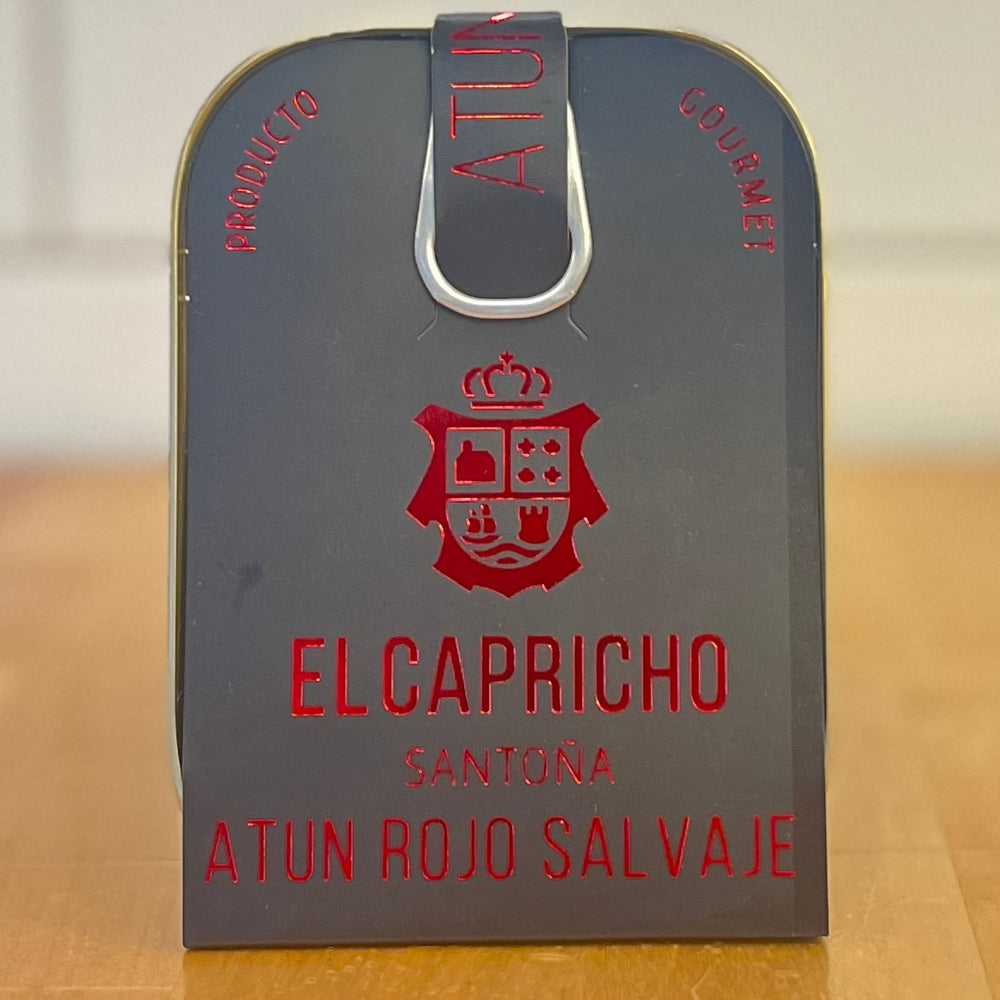 ATUN
PRODUCTO
GOURMET
EL CAPRICHO
SANTOÑA
ATUN ROJO SALVAJE